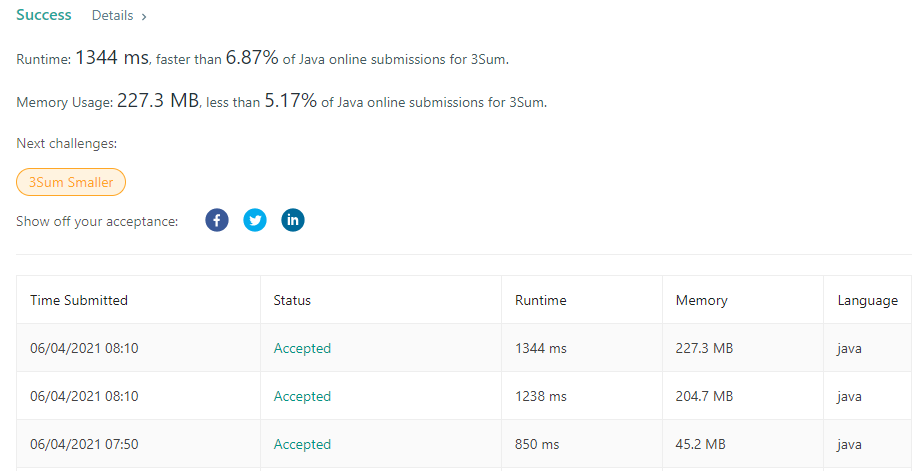 Success Details >
Runtime: 1344 ms, faster than 6.87% of Java online submissions for 3Sum.
Memory Usage: 227.3 MB, less than 5.17% of Java online submissions for 3Sum.
Next challenges:
3Sum Smaller
Show off your acceptance: f in
Time Submitted Status Runtime Memory Language
06/04/2021 08:10 Accepted 1344 ms 227.3 MB java
06/04/2021 08:10 Accepted 1238 ms 204.7 MB java
06/04/2021 07:50 Accepted 850 ms 45.2 MB java